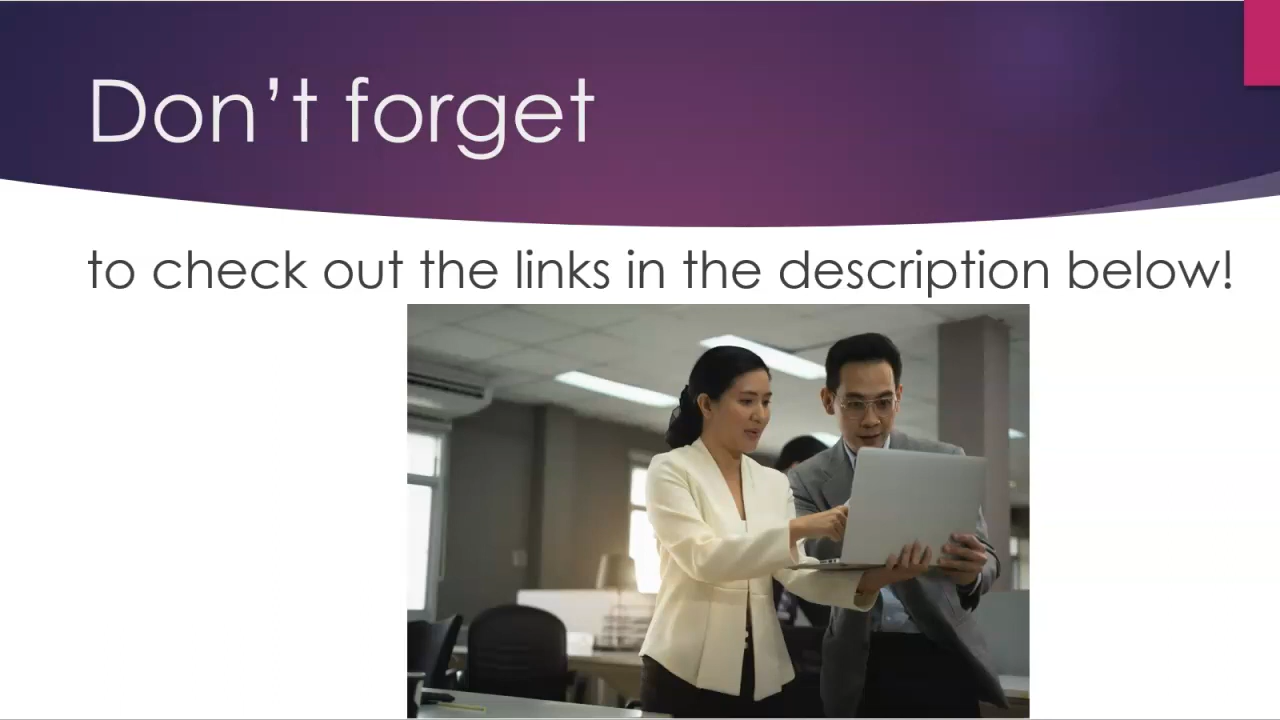 Don’t forget
to check out the links in the description below!